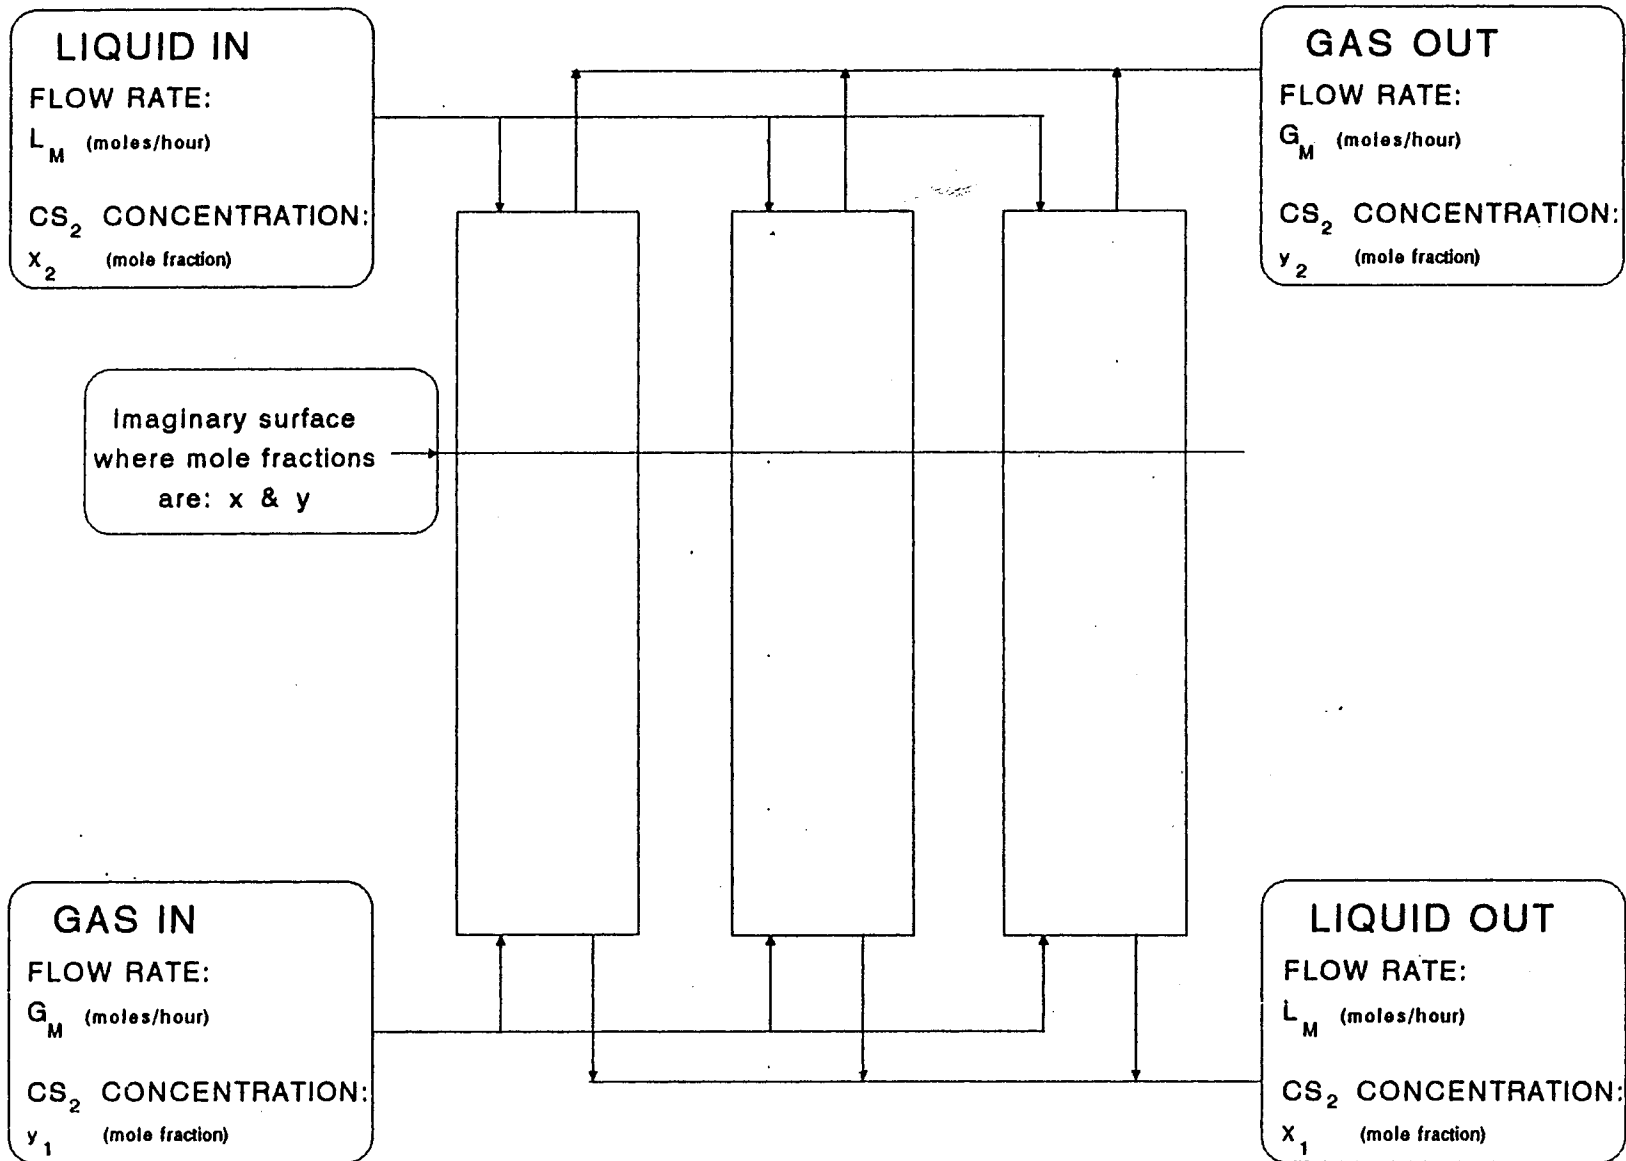 LIQUID IN
FLOW RATE:
L_M (moles/hour)
CS_2 CONCENTRATION:
x_2 (mole fraction)
GAS OUT
FLOW RATE:
G_M (moles/hour)
CS_2 CONCENTRATION:
y_2 (mole fraction)
Imaginary surface
where mole fractions
are: x & y
GAS IN
FLOW RATE:
G_M (moles/hour)
CS_2 CONCENTRATION:
y_1 (mole fraction)
LIQUID OUT
FLOW RATE:
L_M (moles/hour)
CS_2 CONCENTRATION:
x_1 (mole fraction)